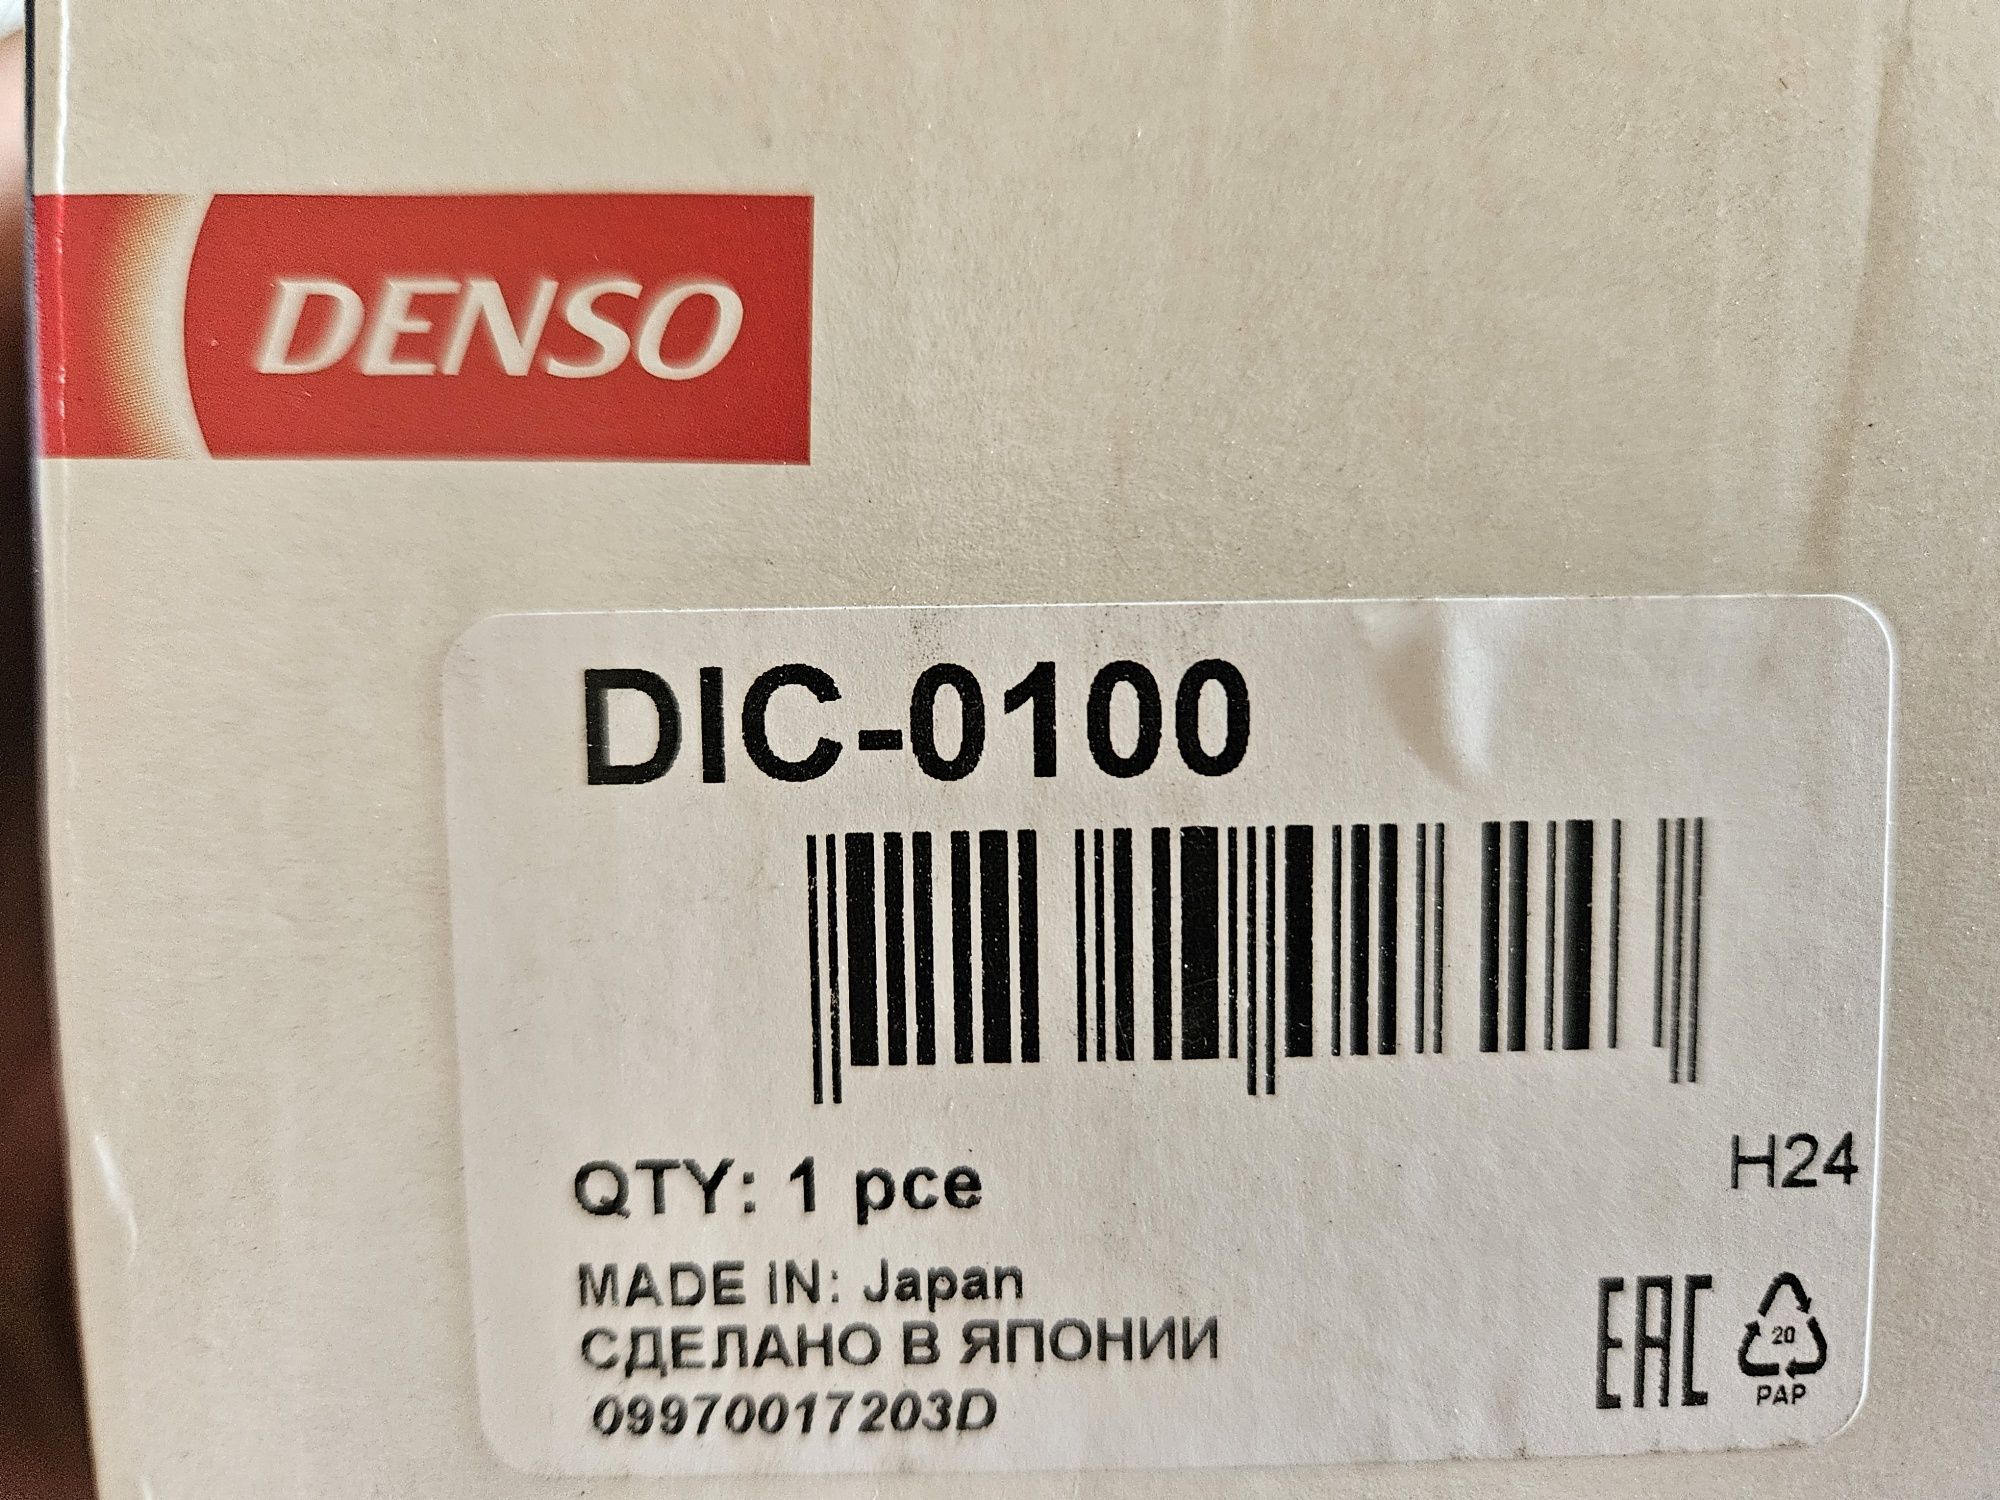 DENSO
DIC-0100
QTY: 1 pce
H24
MADE IN: Japan
СДЕЛАНО В ЯПОНИИ
09970017203D
EAC
20
PAP